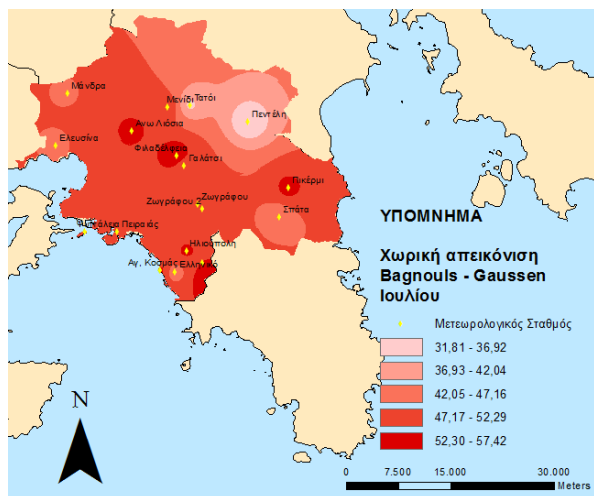 Μάνδρα
Μενίδι
Τατόι
Πεντέλη
Ανω Λιόσια
Ελευσίνα
Φιλαδέλφεια
Γαλάτσι
Πικέρμι
Ζωγράφου 2
Ζωγράφου
Σπάτα
Πειραιάς
Ηλιούπολη
Αγ. Κοσμάς
Ελληνικό
ΥΠΟΜΝΗΜΑ
Χωρική απεικόνιση
Bagnouls - Gaussen
Ιουλίου
Μετεωρολογικός Σταθμός
31,81 - 36,92
36,93 - 42,04
42,05 - 47,16
47,17 - 52,29
52,30 - 57,42
N
0 7.500 15.000 30.000
Meters